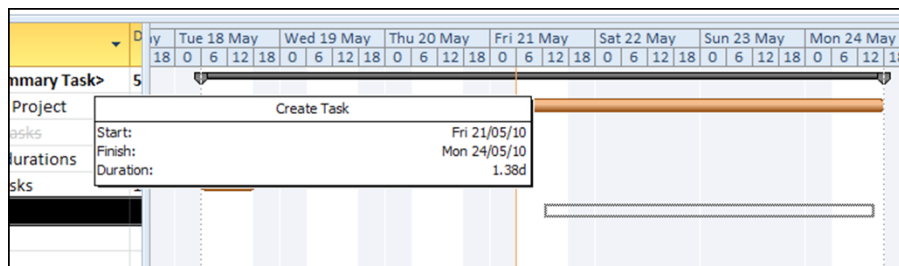 D ay Tue 18 May Wed 19 May Thu 20 May Fri 21 May Sat 22 May Sun 23 May Mon 24 May
18 0 6 12 18 0 6 12 18 0 6 12 18 0 6 12 18 0 6 12 18 0 6 12 18 0 6 12 18
mmary Task> 5
Project
Create Task
asks
Start: Fri 21/05/10
Finish: Mon 24/05/10
durations
Duration: 1.38d
sks 1